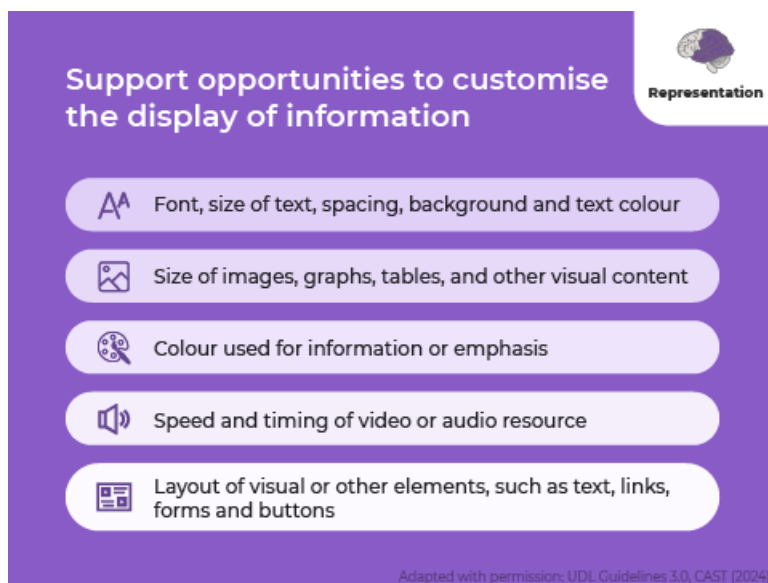 Support opportunities to customise
the display of information
Representation
Font, size of text, spacing, background and text colour
Size of images, graphs, tables, and other visual content
Colour used for information or emphasis
Speed and timing of video or audio resource
Layout of visual or other elements, such as text, links,
forms and buttons
Adapted with permission: UDL Guidelines 3.0, CAST (2024)